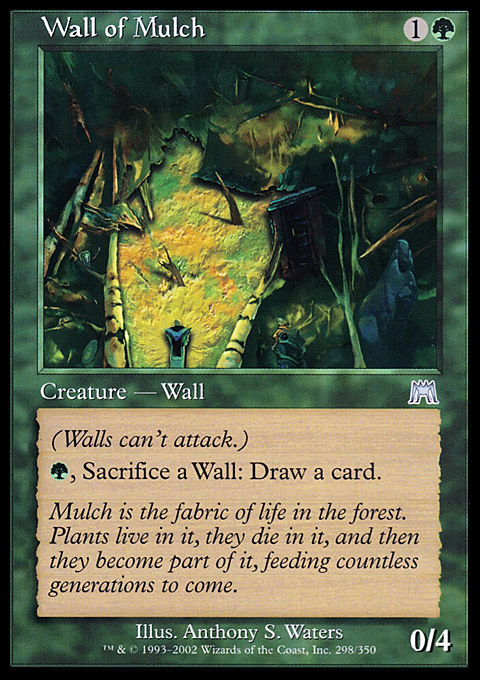 Wall of Mulch 1
Creature — Wall
(Walls can't attack.)
, Sacrifice a Wall: Draw a card.
Mulch is the fabric of life in the forest.
Plants live in it, they die in it, and then
they become part of it, feeding countless
generations to come.
Illus. Anthony S. Waters
™ & © 1993–2002 Wizards of the Coast, Inc. 298/350
0/4